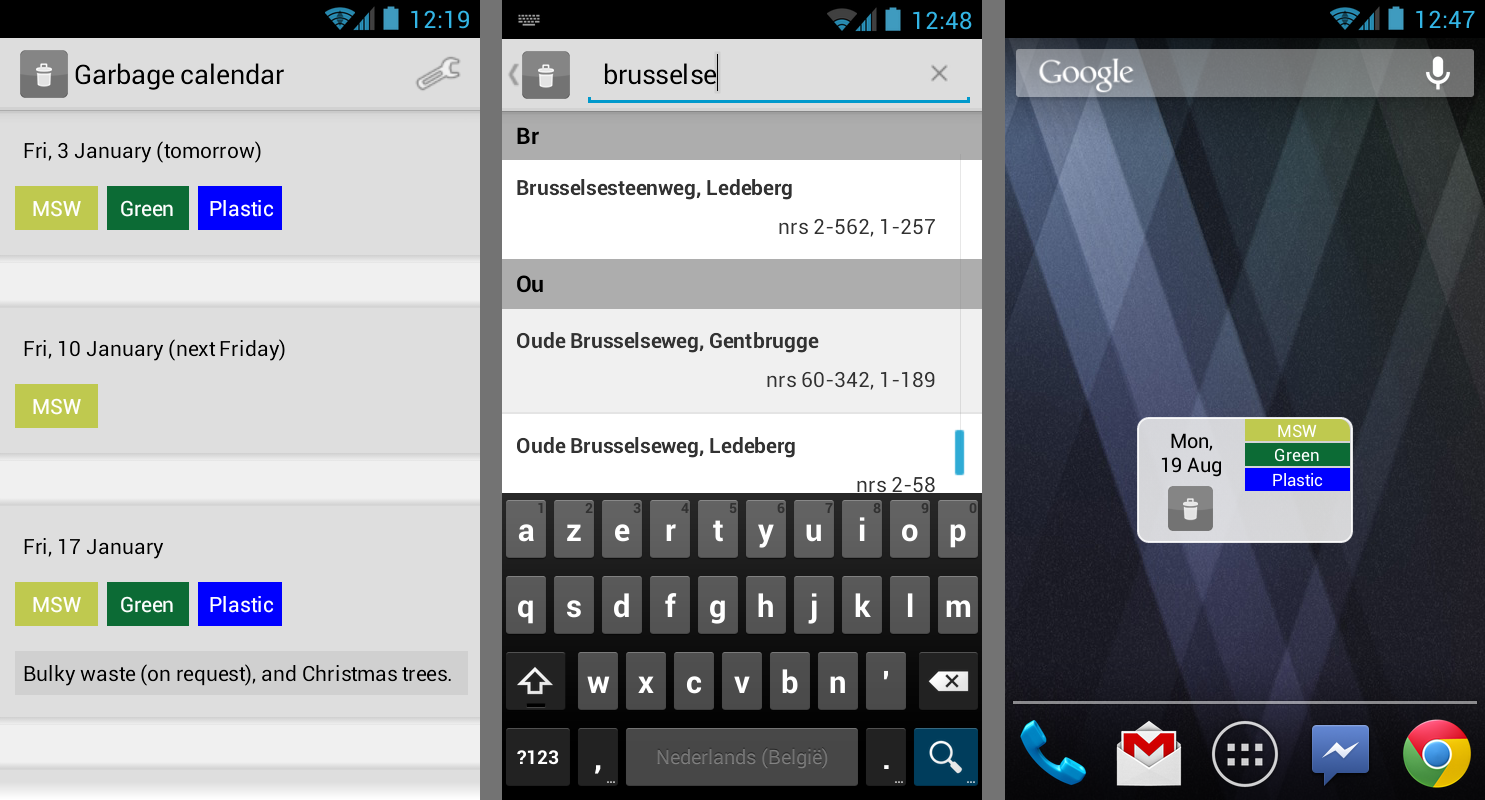 12:19
Garbage calendar
Fri, 3 January (tomorrow)
MSW Green Plastic
Fri, 10 January (next Friday)
MSW
Fri, 17 January
MSW Green Plastic
Bulky waste (on request), and Christmas trees.
12:48
brusselse
Br
Brusselsesteenweg, Ledeberg
nrs 2-562, 1-257
Ou
Oude Brusselseweg, Gentbrugge
nrs 60-342, 1-189
Oude Brusselseweg, Ledeberg
nrs 2-58
1 2 3 4 5 6 7 8 9 0
a z e r t y u i o p
q s d f g h j k l m
w x c v b n '
?123 , ... Nederlands (België) . ... ...
12:47
Google
Mon,
19 Aug
MSW
Green
Plastic